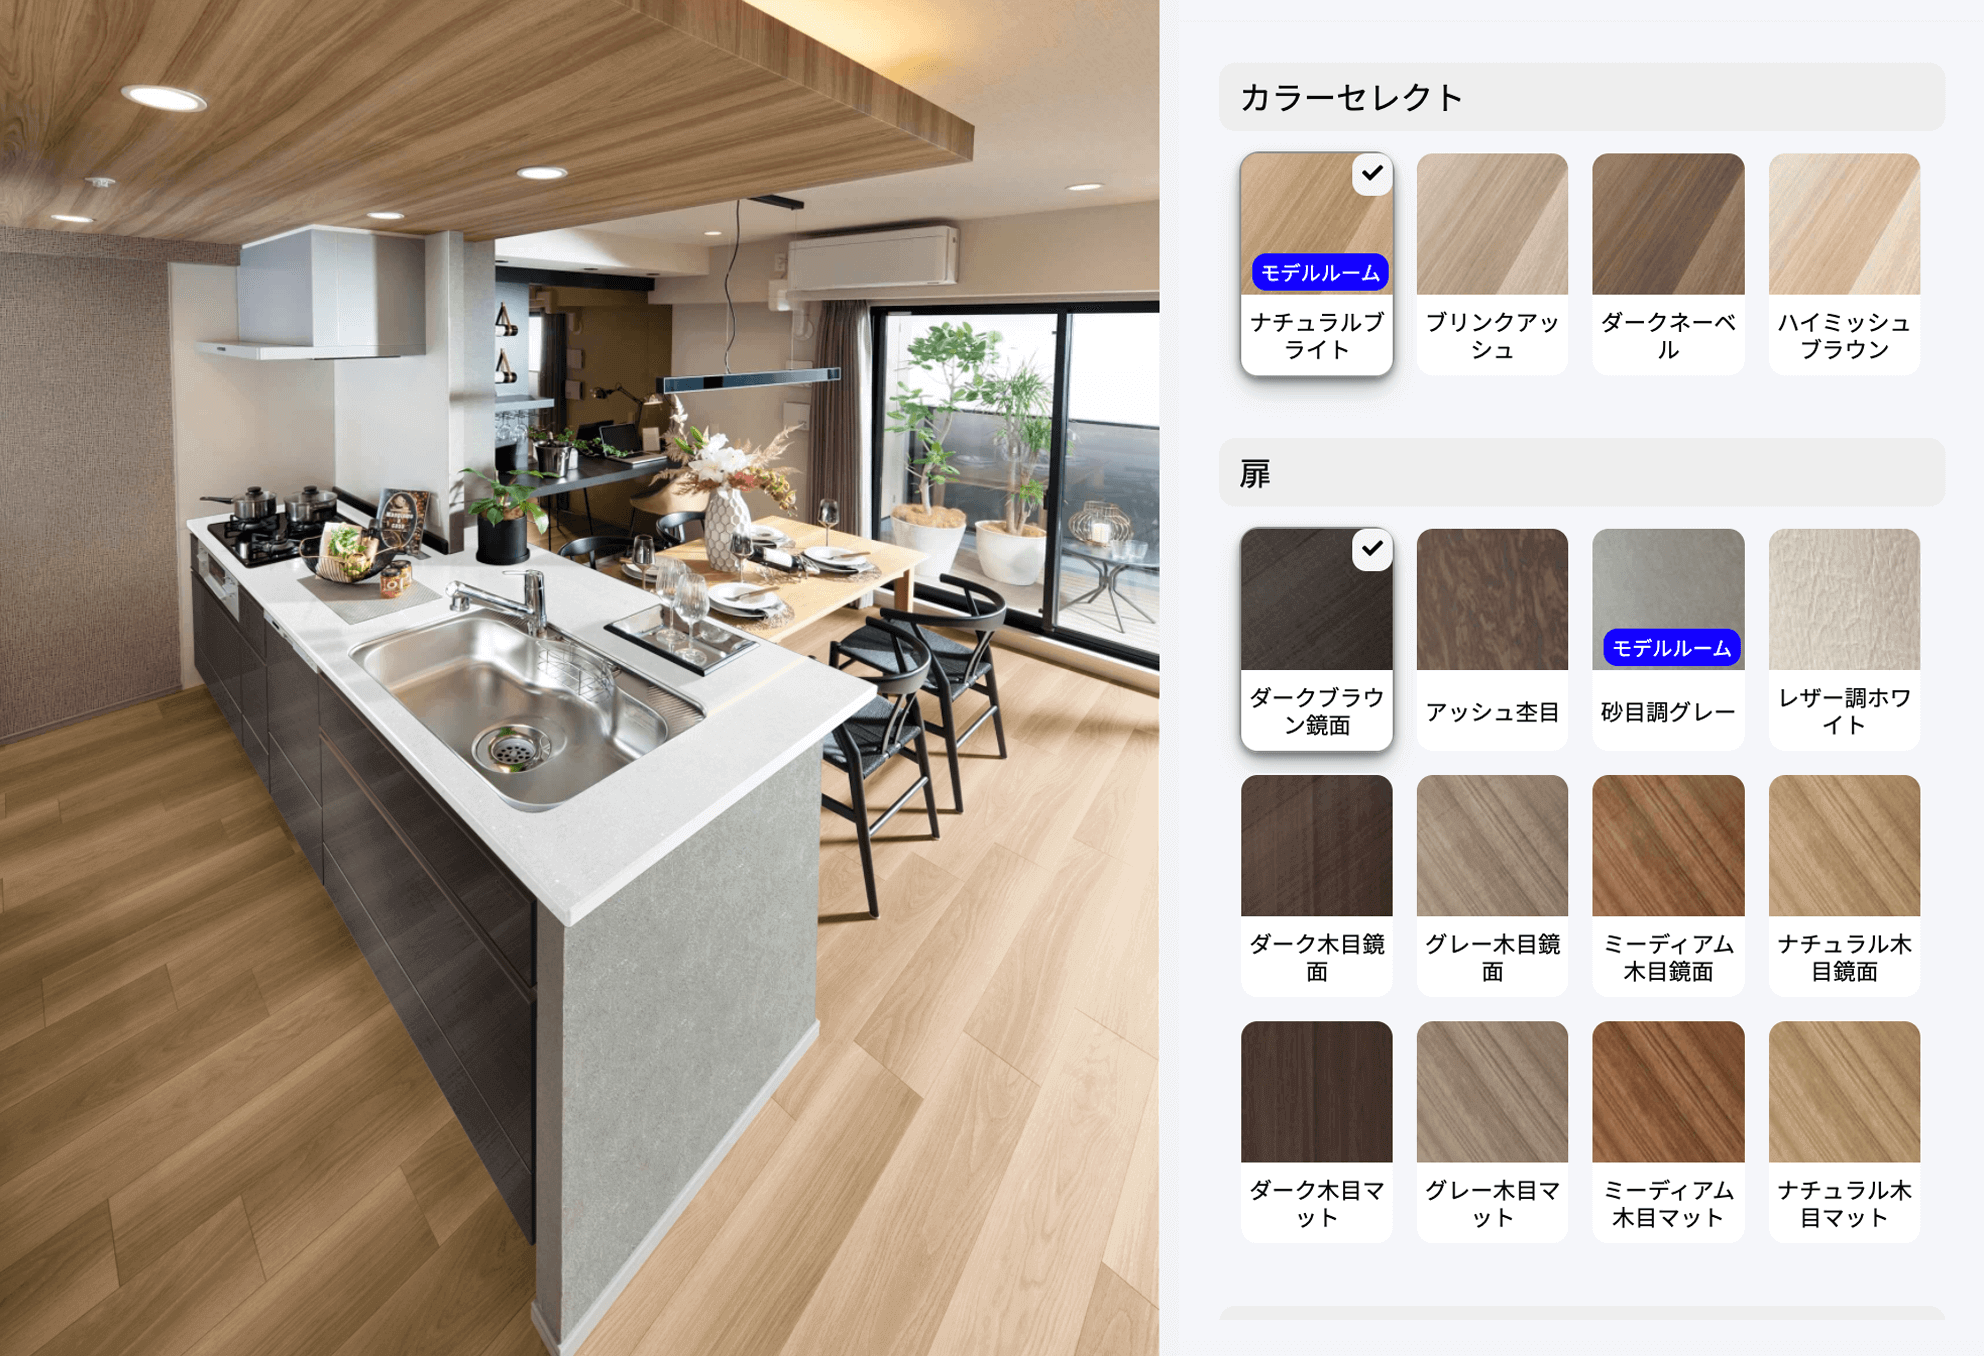 カラーセレクト
モデルルーム
ナチュラルブ
ライト
ブリンクアッ
シュ
ダークネーベ
ル
ハイミッシュ
ブラウン
扉
モデルルーム
ダークブラウ
ン鏡面
アッシュ杢目
砂目調グレー
レザー調ホワ
イト
ダーク木目鏡
面
グレー木目鏡
面
ミーディアム
木目鏡面
ナチュラル木
目鏡面
ダーク木目マ
ット
グレー木目マ
ット
ミーディアム
木目マット
ナチュラル木
目マット